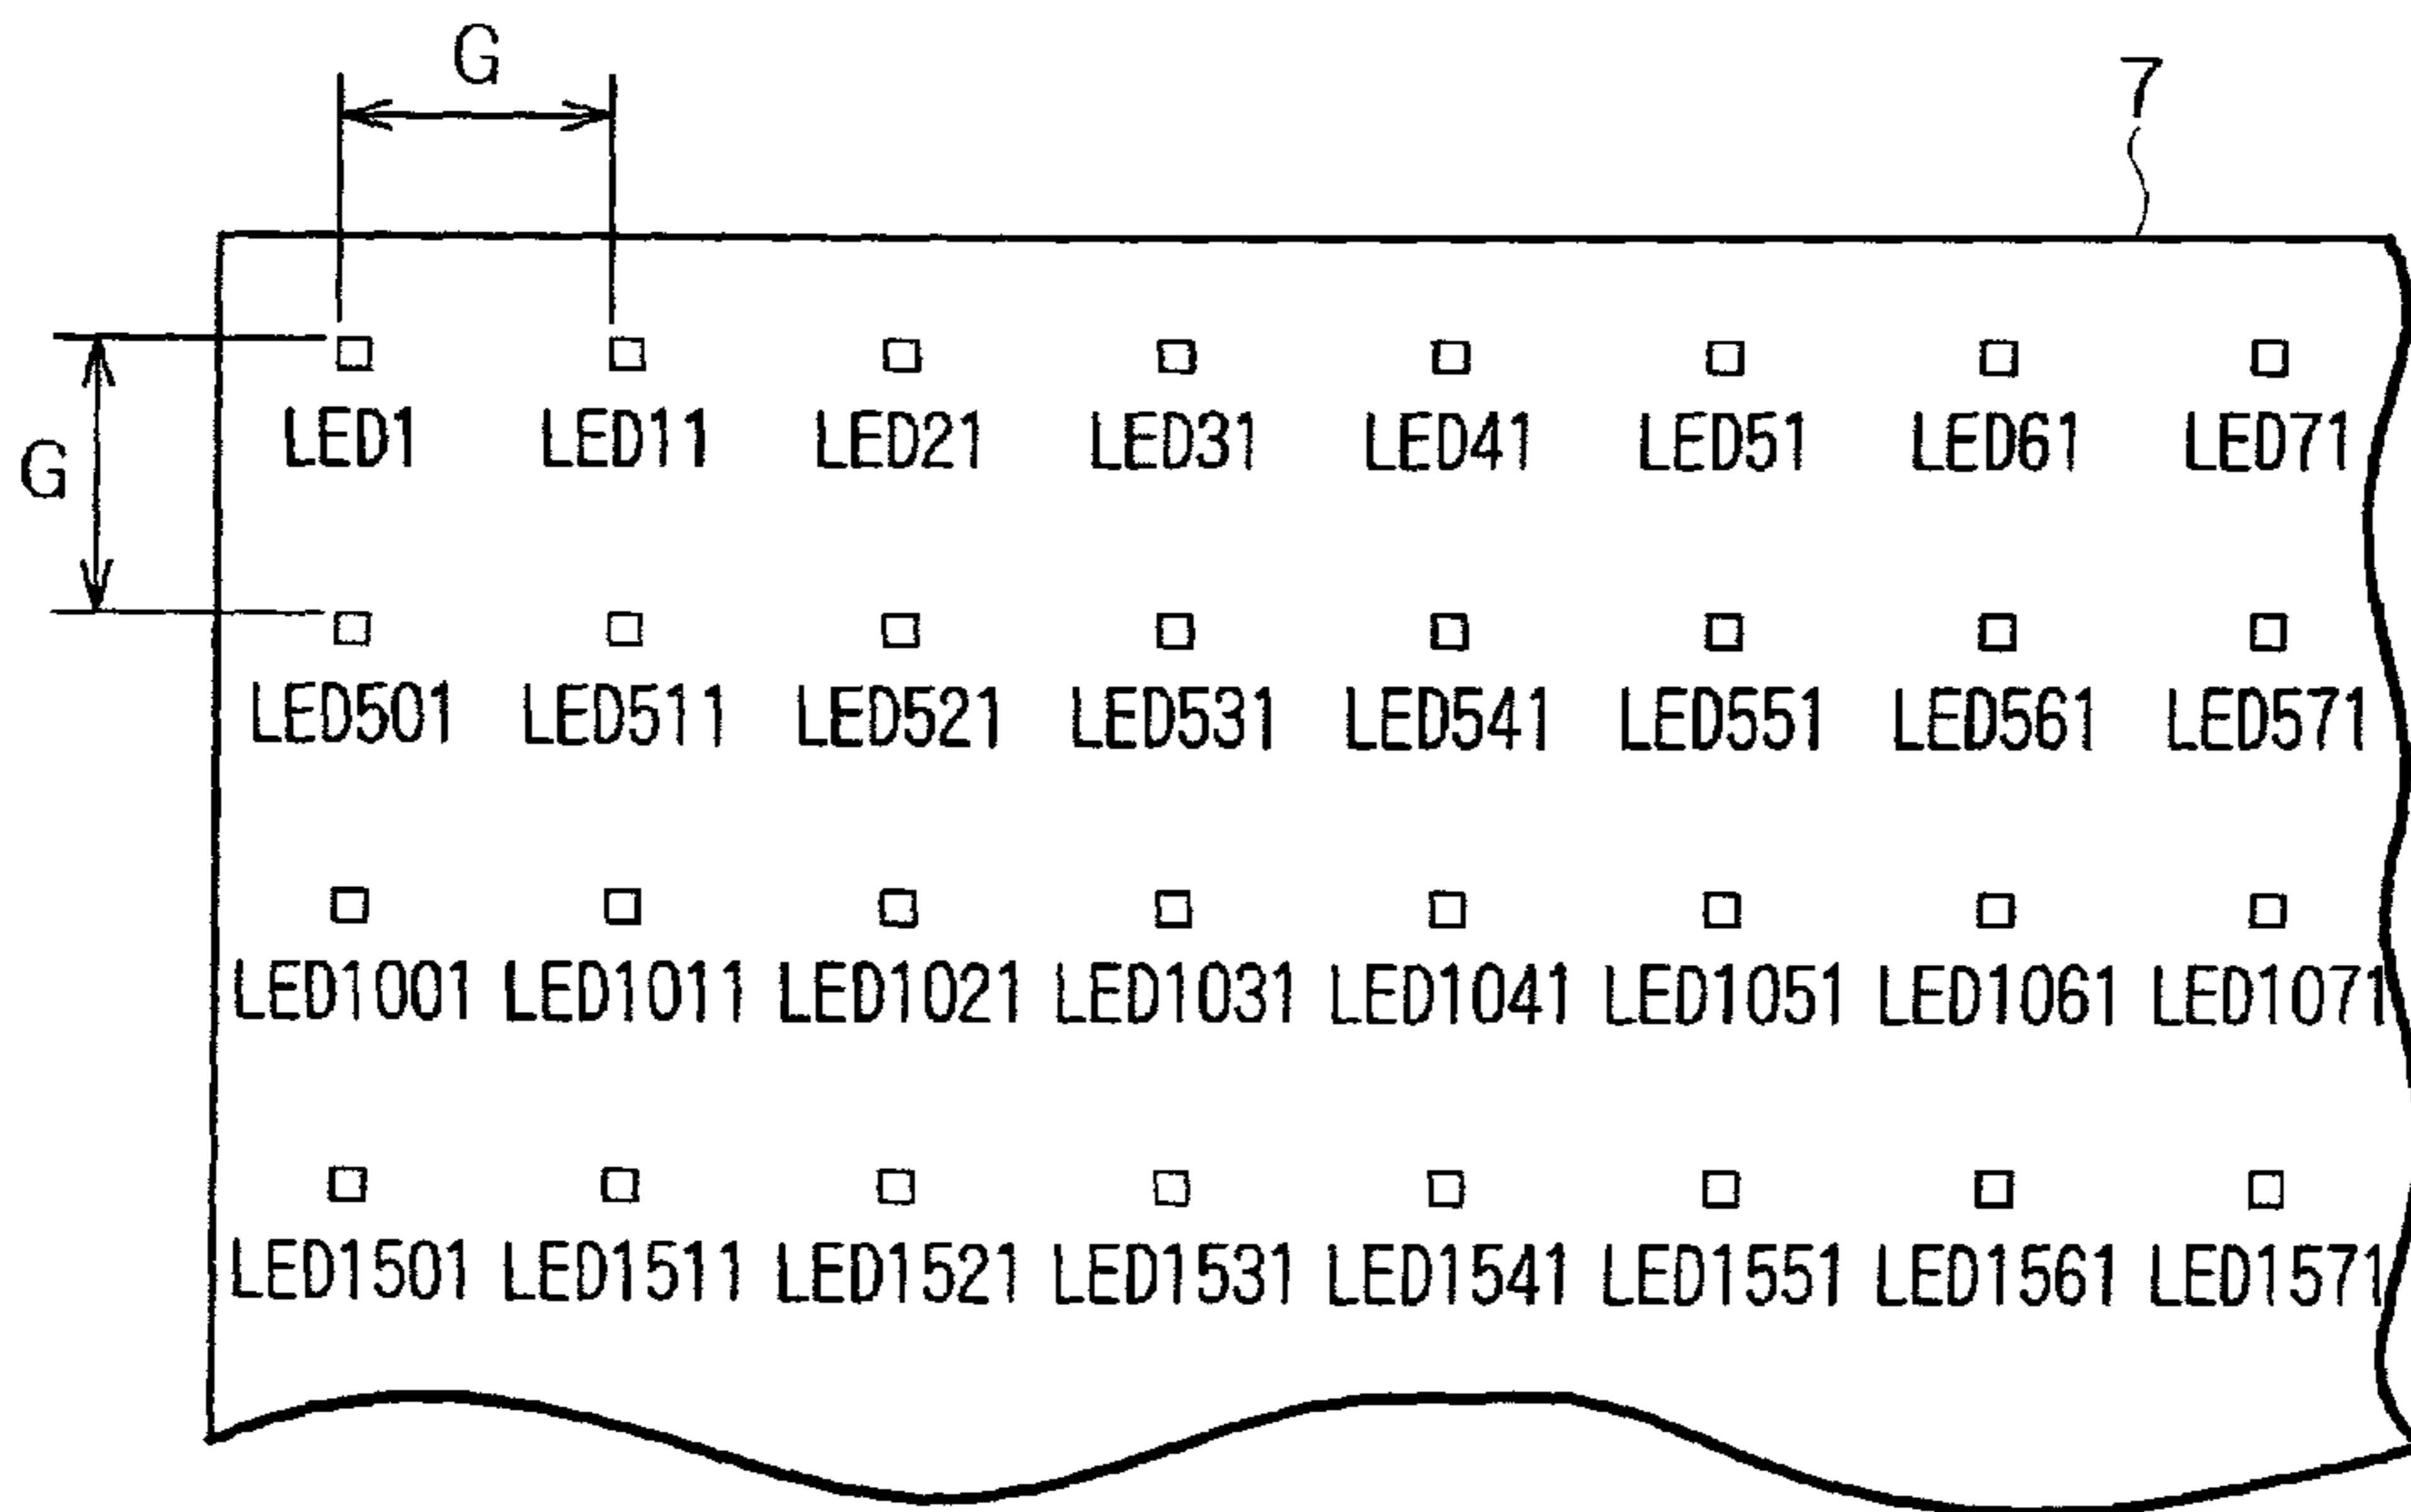 G
7
G
LED1 LED11 LED21 LED31 LED41 LED51 LED61 LED71
LED501 LED511 LED521 LED531 LED541 LED551 LED561 LED571
LED1001 LED1011 LED1021 LED1031 LED1041 LED1051 LED1061 LED1071
LED1501 LED1511 LED1521 LED1531 LED1541 LED1551 LED1561 LED1571